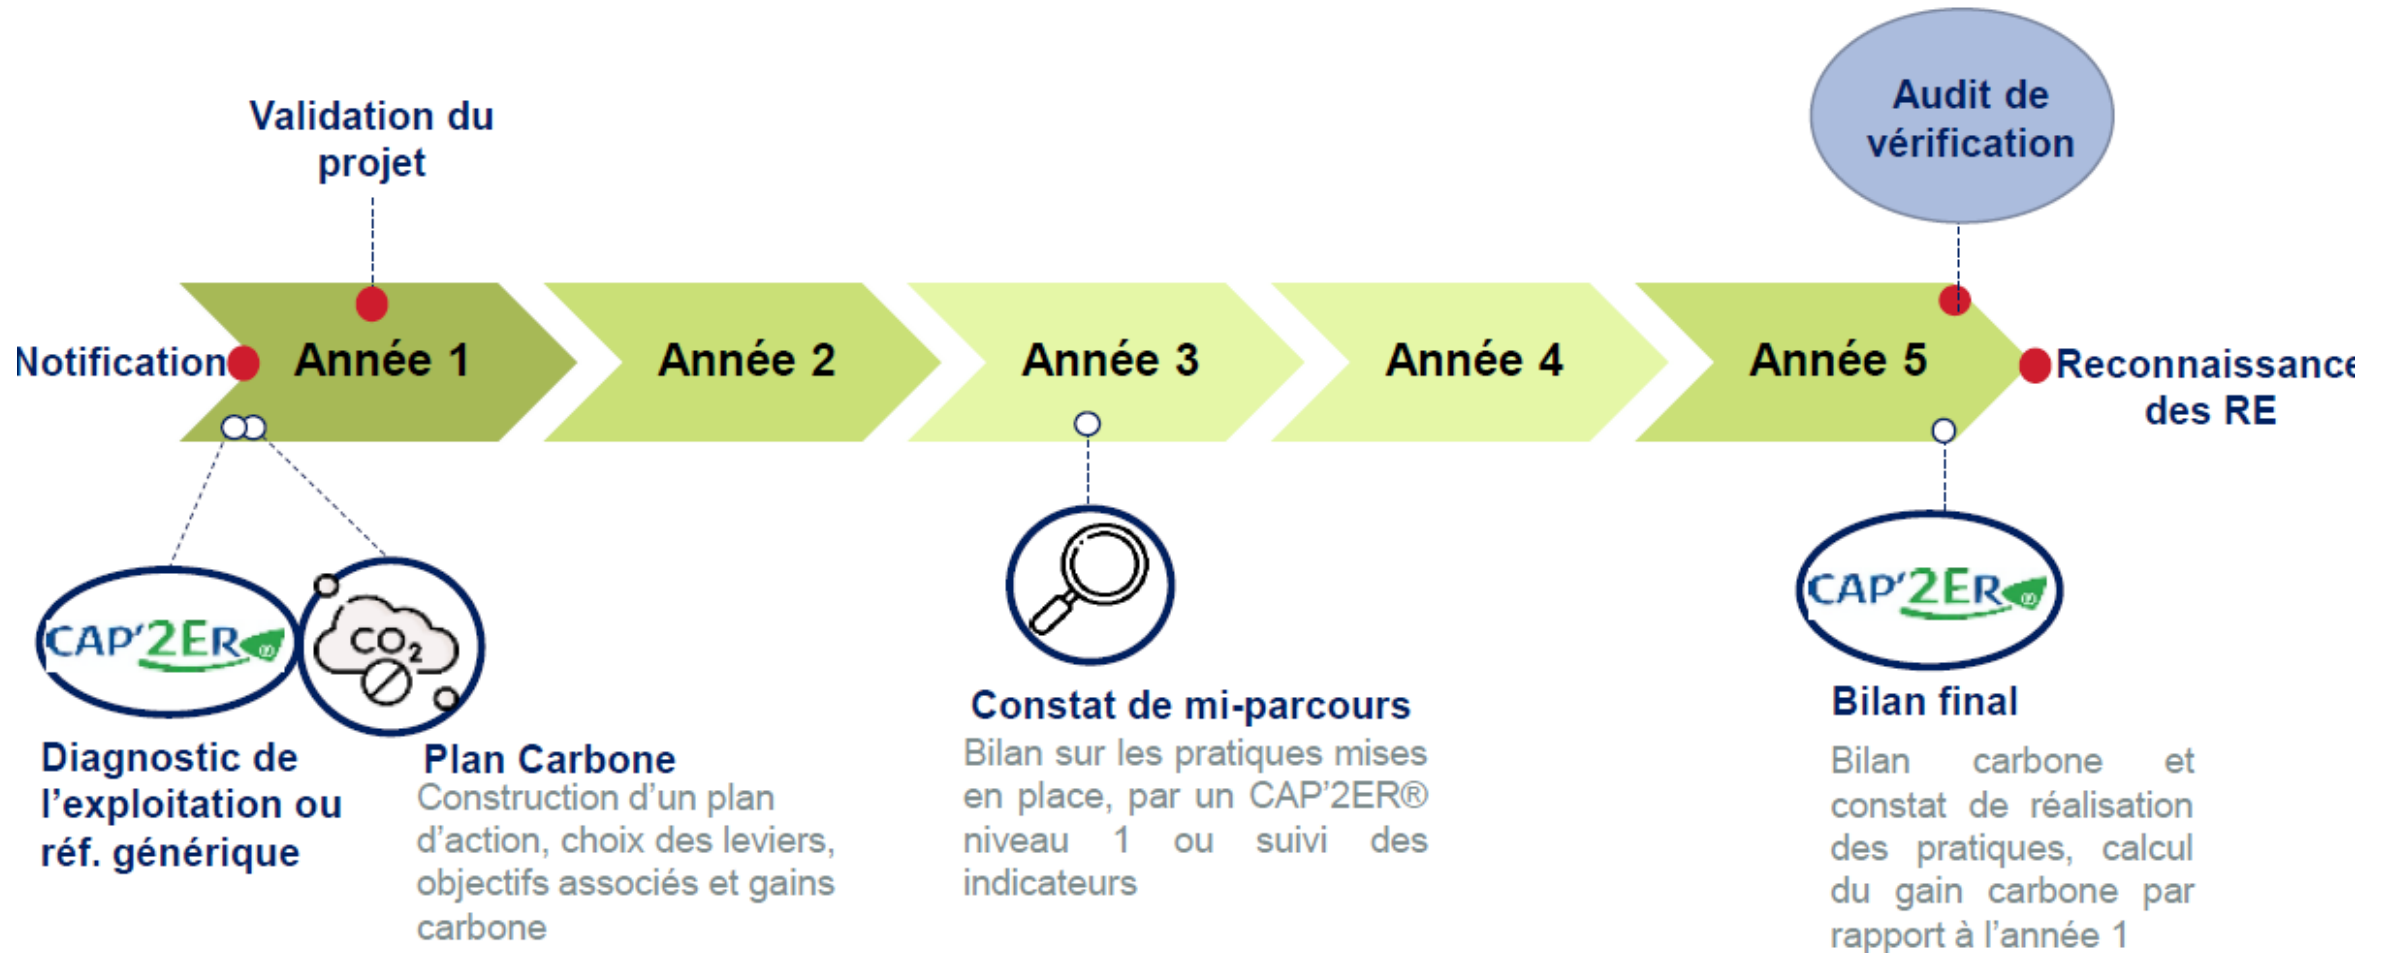 Validation du
projet
Audit de
vérification
Notification
Année 1
Année 2
Année 3
Année 4
Année 5
Reconnaissance
des RE
CAP'2ER®
CO2
CAP'2ER®
Diagnostic de
l'exploitation ou
réf. générique
Plan Carbone
Construction d'un plan
d'action, choix des leviers,
objectifs associés et gains
carbone
Constat de mi-parcours
Bilan sur les pratiques mises
en place, par un CAP'2ER®
niveau 1 ou suivi des
indicateurs
Bilan final
Bilan carbone et
constat de réalisation
des pratiques, calcul
du gain carbone par
rapport à l'année 1